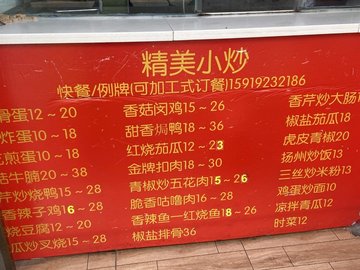 精美小炒
快餐/例牌(可加工式订餐)15919232186
骨蛋12~20
炸蛋10~18
煎蛋10~18
牛腩20~36
芹炒烧鸭15~28
香辣子鸡16~28
烧豆腐12~20
瓜炒叉烧15~28
香菇闵鸡15~26
甜香焗鸭18~36
红烧茄瓜12~23
金牌扣肉18~30
青椒炒五花肉15~26
脆香咕噜肉16~28
香辣鱼一红烧鱼18~26
椒盐排骨36
香芹炒大肠
椒盐茄瓜18
虎皮青椒20
扬州炒饭13
三丝炒米粉13
鸡蛋炒面10
凉拌青瓜12
时菜12